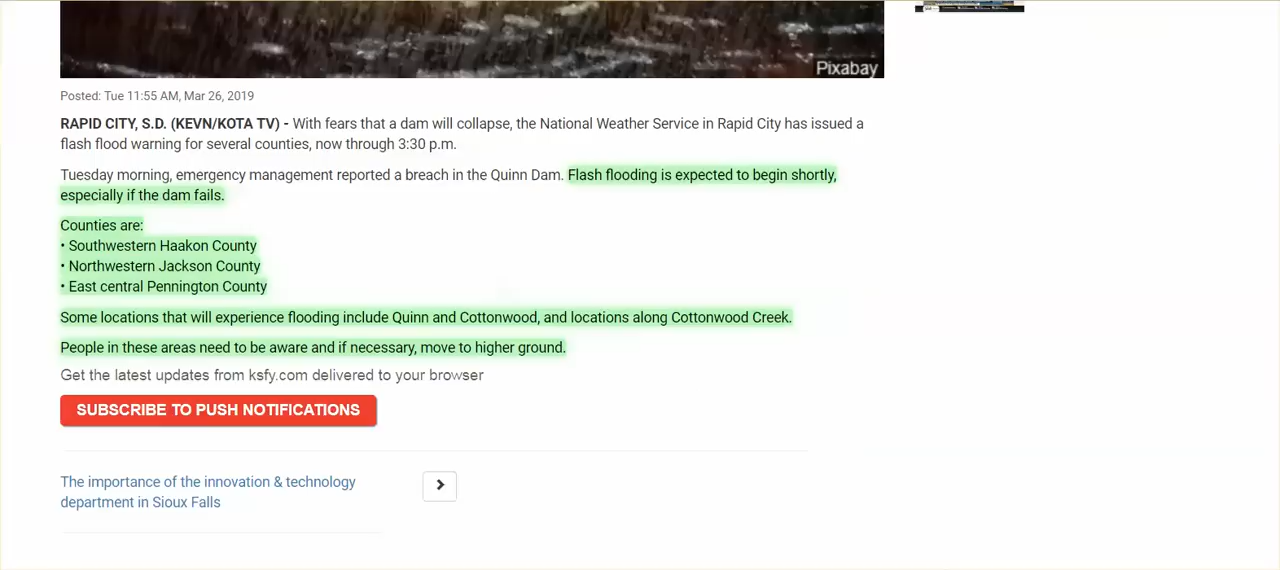 Pixabay
Posted: Tue 11:55 AM, Mar 26, 2019
RAPID CITY, S.D. (KEVN/KOTA TV) - With fears that a dam will collapse, the National Weather Service in Rapid City has issued a
flash flood warning for several counties, now through 3:30 p.m.
Tuesday morning, emergency management reported a breach in the Quinn Dam. Flash flooding is expected to begin shortly,
especially if the dam fails.
Counties are:
• Southwestern Haakon County
• Northwestern Jackson County
• East central Pennington County
Some locations that will experience flooding include Quinn and Cottonwood, and locations along Cottonwood Creek.
People in these areas need to be aware and if necessary, move to higher ground.
Get the latest updates from ksfy.com delivered to your browser
SUBSCRIBE TO PUSH NOTIFICATIONS
The importance of the innovation & technology
department in Sioux Falls